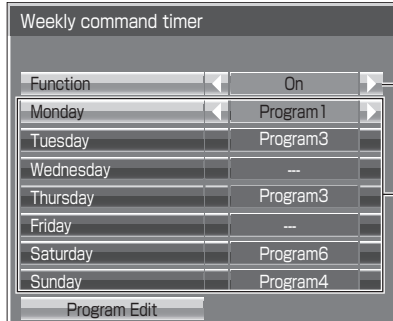 Weekly command timer
Function On
Monday Program1
Tuesday Program3
Wednesday ---
Thursday Program3
Friday ---
Saturday Program6
Sunday Program4
Program Edit